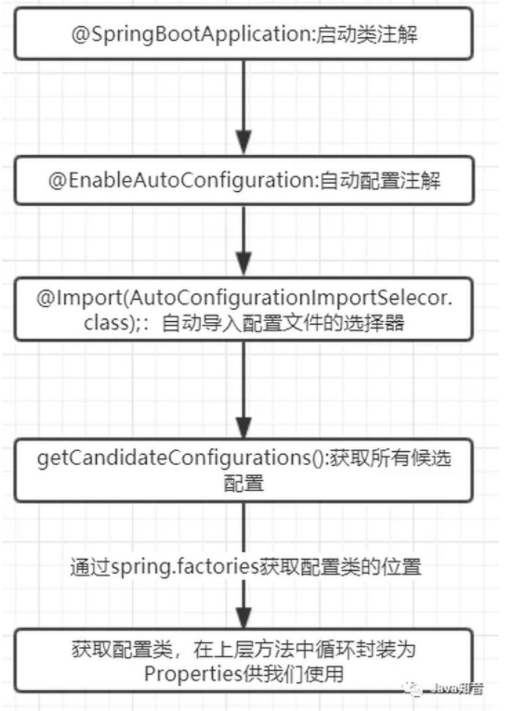 @SpringBootApplication:启动类注解
@EnableAutoConfiguration:自动配置注解
@Import(AutoConfigurationImportSelecor.
class);：自动导入配置文件的选择器
getCandidateConfigurations():获取所有候选
配置
通过spring.factories获取配置类的位置
获取配置类，在上层方法中循环封装为
Properties供我们使用
Java知音